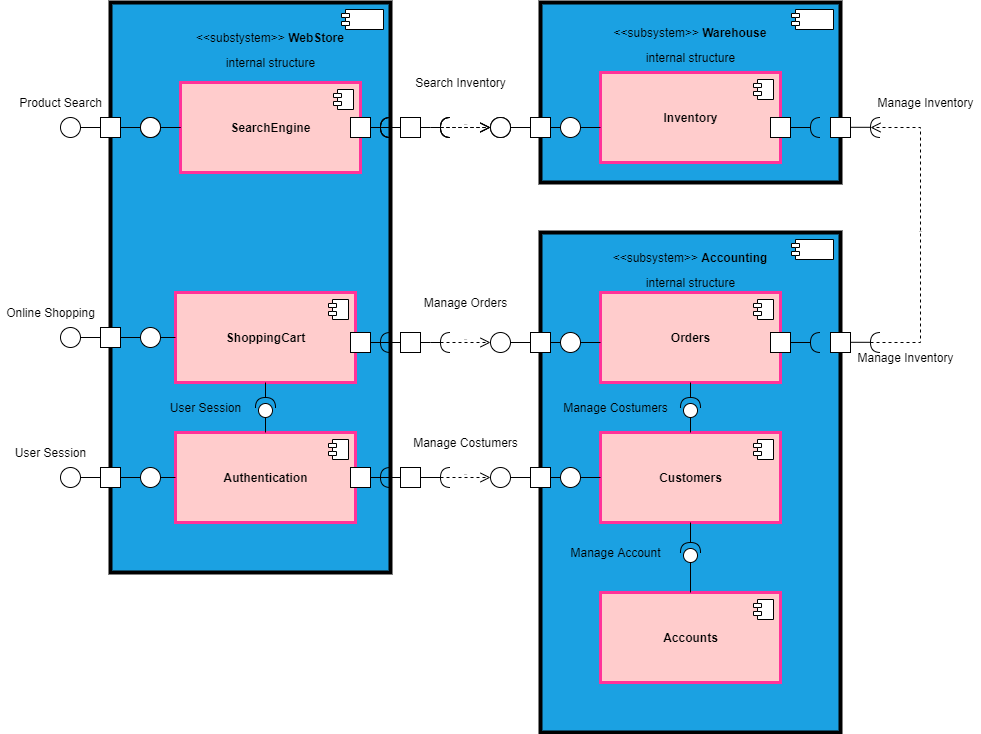 <<substystem>> WebStore
internal structure
Product Search
SearchEngine
Search Inventory
<<subsystem>> Warehouse
internal structure
Inventory
Manage Inventory
Online Shopping
ShoppingCart
Manage Orders
<<subsystem>> Accounting
internal structure
Orders
Manage Inventory
User Session
Manage Costumers
User Session
Authentication
Manage Costumers
Customers
Manage Account
Accounts